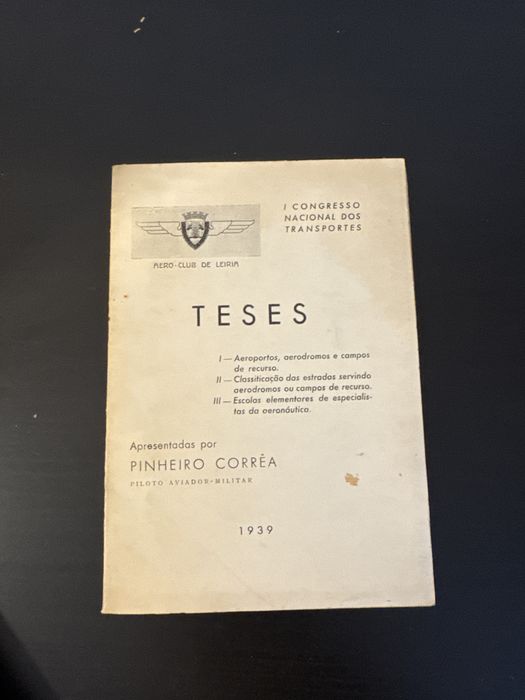 I CONGRESSO
NACIONAL DOS
TRANSPORTES
AERO-CLUB DE LEIRIA
TESES
I — Aeroportos, aerodromos e campos
de recurso.
II — Classificação das estradas servindo
aerodromos ou campos de recurso.
III — Escolas elementares de especialis-
tas da aeronáutica.
Apresentadas por
PINHEIRO CORRÊA
PILOTO AVIADOR-MILITAR
1939